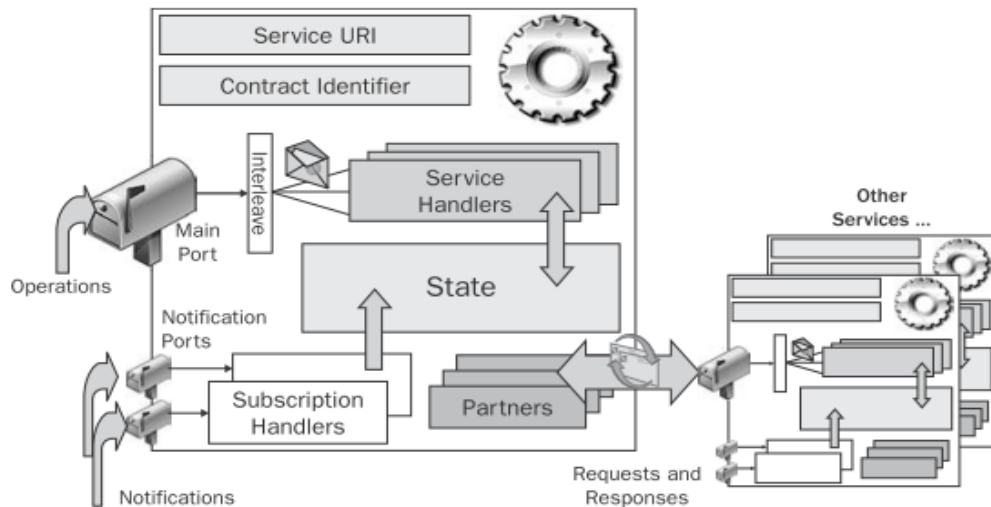 Service URI
Contract Identifier
Interleave
Service
Handlers
Main
Port
Operations
State
Notification
Ports
Subscription
Handlers
Partners
Notifications
Other
Services ...
Requests and
Responses